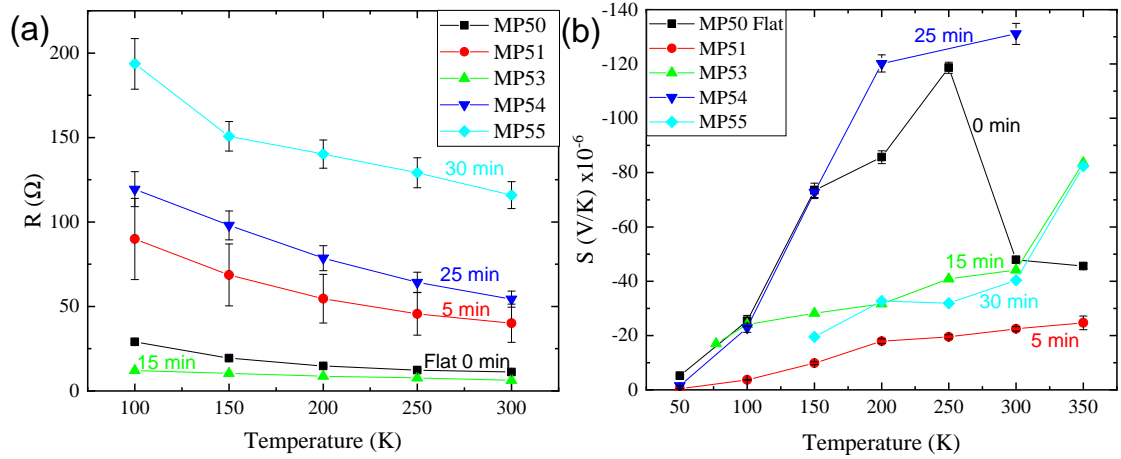 (a)
MP50
MP51
MP53
MP54
MP55
200
150
100
50
0
R (Ω)
30 min
25 min
5 min
15 min
Flat 0 min
100
150
200
250
300
Temperature (K)
(b)
MP50 Flat
MP51
MP53
MP54
MP55
-140
-120
-100
-80
-60
-40
-20
0
S (V/K) x10-6
25 min
0 min
15 min
30 min
5 min
50
100
150
200
250
300
350
Temperature (K)